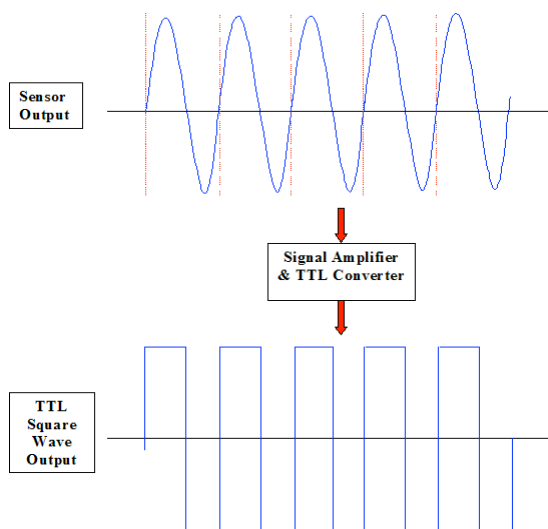 Sensor
Output
Signal Amplifier
& TTL Converter
TTL
Square
Wave
Output